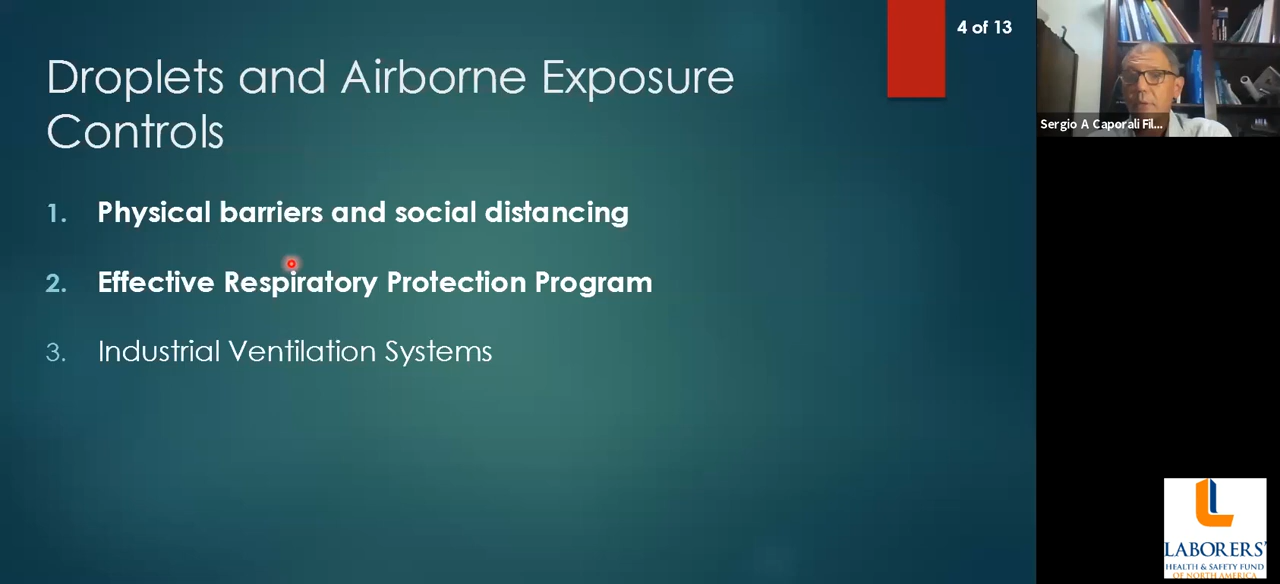 Droplets and Airborne Exposure
Controls
1. Physical barriers and social distancing
2. Effective Respiratory Protection Program
3. Industrial Ventilation Systems
4 of 13
Sergio A Caporali Fil...
LABORERS'
HEALTH & SAFETY FUND
OF NORTH AMERICA